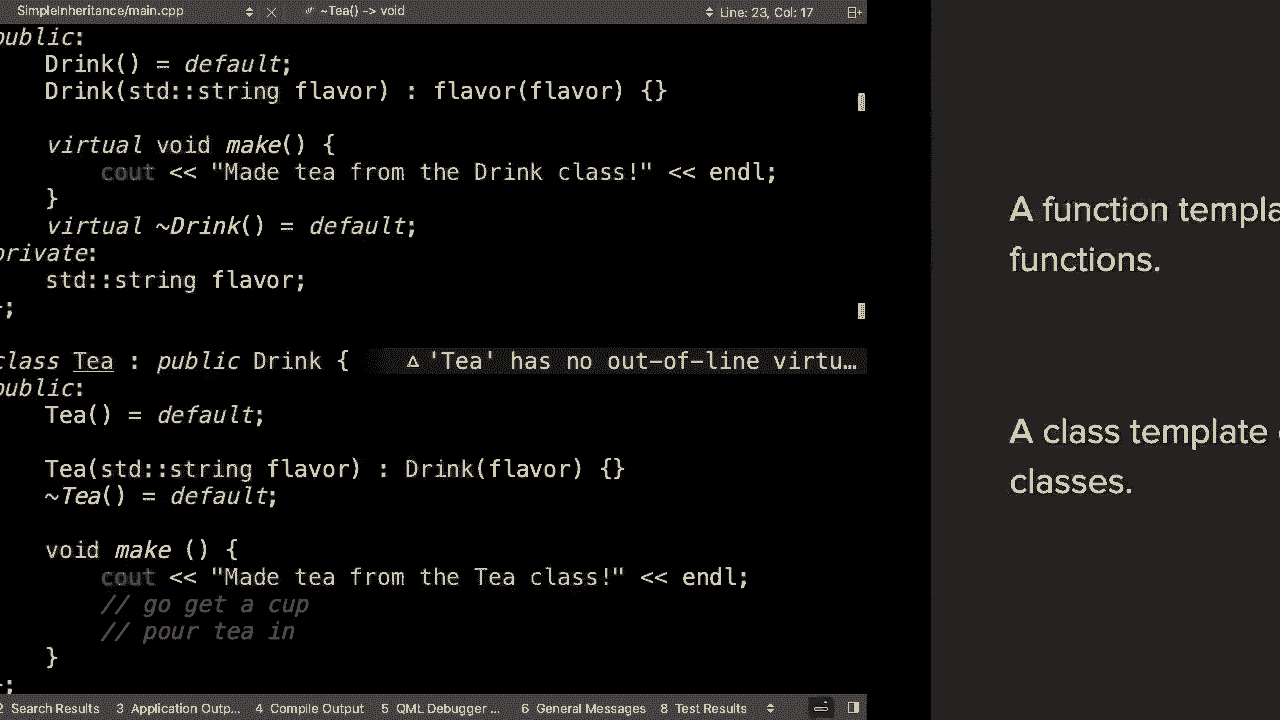 SimpleInheritance/main.cpp ~Tea() -> void Line: 23, Col: 17
public:
Drink() = default;
Drink(std::string flavor) : flavor(flavor) {}
virtual void make() {
cout << "Made tea from the Drink class!" << endl;
}
virtual ~Drink() = default;
private:
std::string flavor;
};
class Tea : public Drink { 'Tea' has no out-of-line virtu…
public:
Tea() = default;
Tea(std::string flavor) : Drink(flavor) {}
~Tea() = default;
void make () {
cout << "Made tea from the Tea class!" << endl;
// go get a cup
// pour tea in
}
};
2 Search Results 3 Application Outp... 4 Compile Output 5 QML Debugger ... 6 General Messages 8 Test Results
A function templa
functions.
A class template
classes.